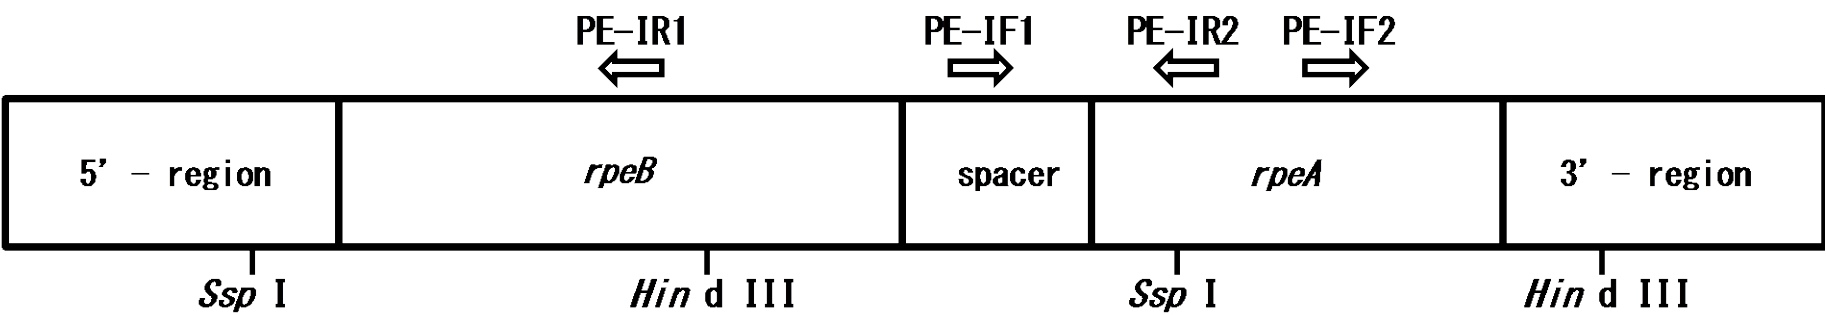 PE-IR1 PE-IF1 PE-IR2 PE-IF2
5' - region rpeB spacer rpeA 3' - region
Ssp I Hin d III Ssp I Hin d III